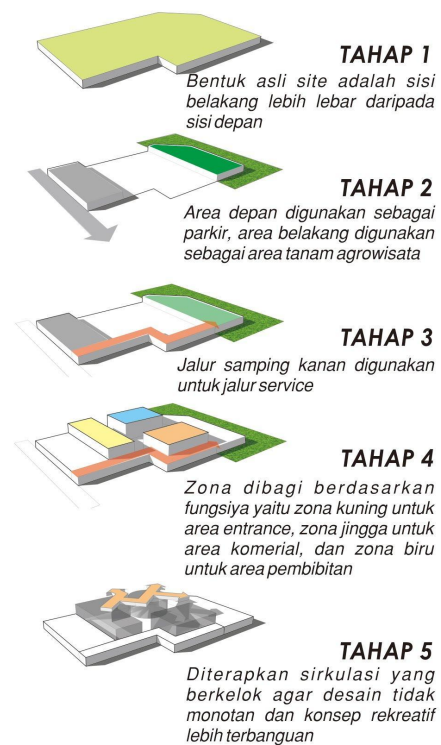 TAHAP 1
Bentuk asli site adalah sisi
belakang lebih lebar daripada
sisi depan
TAHAP 2
Area depan digunakan sebagai
parkir, area belakang digunakan
sebagai area tanam agrowisata
TAHAP 3
Jalur samping kanan digunakan
untuk jalur service
TAHAP 4
Zona dibagi berdasarkan
fungsiya yaitu zona kuning untuk
area entrance, zona jingga untuk
area komerial, dan zona biru
untuk area pembibitan
TAHAP 5
Diterapkan sirkulasi yang
berkelok agar desain tidak
monotan dan konsep rekreatif
lebih terbanguan